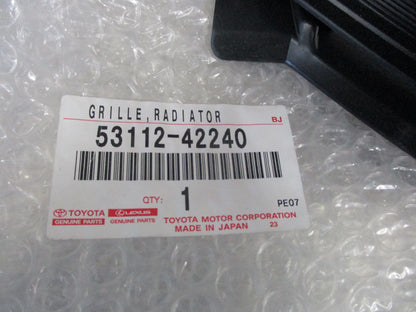 GRILLE, RADIATOR BJ
53112-42240
QTY: 1 PE07
TOYOTA LEXUS TOYOTA MOTOR CORPORATION
GENUINE PARTS GENUINE PARTS MADE IN JAPAN 23